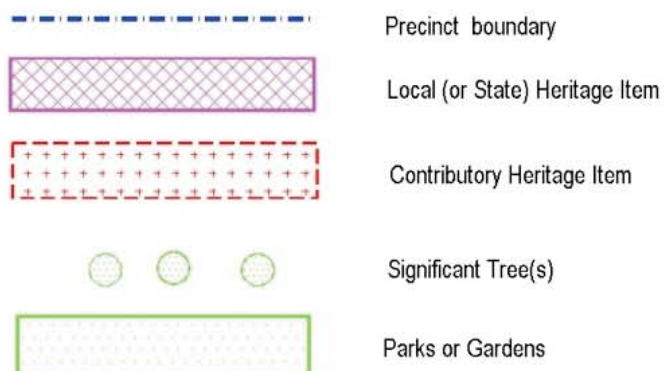 Precinct boundary
Local (or State) Heritage Item
Contributory Heritage Item
Significant Tree(s)
Parks or Gardens